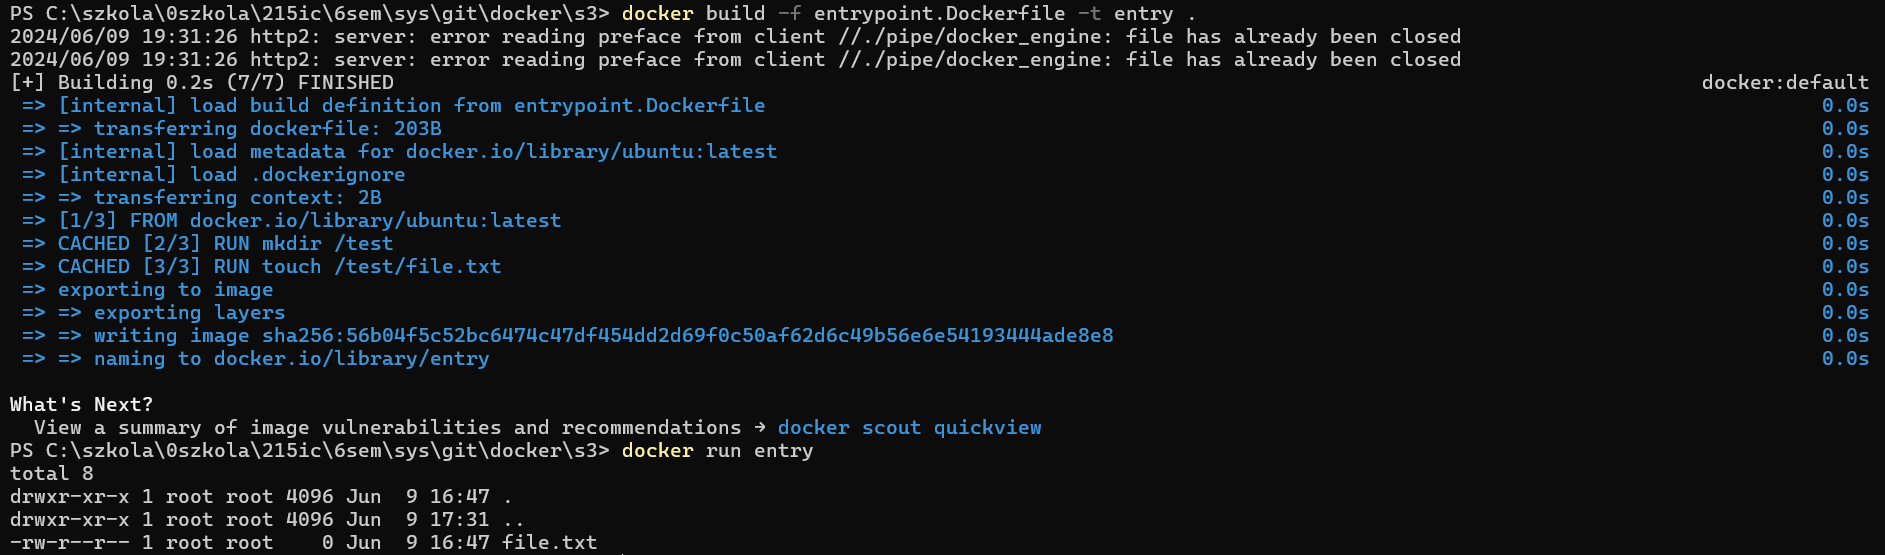 PS C:\szkola\0szkola\215ic\6sem\sys\git\docker\s3> docker build -f entrypoint.Dockerfile -t entry .
2024/06/09 19:31:26 http2: server: error reading preface from client //./pipe/docker_engine: file has already been closed
2024/06/09 19:31:26 http2: server: error reading preface from client //./pipe/docker_engine: file has already been closed
[+] Building 0.2s (7/7) FINISHED docker:default
=> [internal] load build definition from entrypoint.Dockerfile 0.0s
=> => transferring dockerfile: 203B 0.0s
=> [internal] load metadata for docker.io/library/ubuntu:latest 0.0s
=> [internal] load .dockerignore 0.0s
=> => transferring context: 2B 0.0s
=> [1/3] FROM docker.io/library/ubuntu:latest 0.0s
=> CACHED [2/3] RUN mkdir /test 0.0s
=> CACHED [3/3] RUN touch /test/file.txt 0.0s
=> exporting to image 0.0s
=> => exporting layers 0.0s
=> => writing image sha256:56b04f5c52bc6474c47df454dd2d69f0c50af62d6c49b56e6e54193444ade8e8 0.0s
=> => naming to docker.io/library/entry 0.0s
What's Next?
View a summary of image vulnerabilities and recommendations → docker scout quickview
PS C:\szkola\0szkola\215ic\6sem\sys\git\docker\s3> docker run entry
total 8
drwxr-xr-x 1 root root 4096 Jun  9 16:47 .
drwxr-xr-x 1 root root 4096 Jun  9 17:31 ..
-rw-r--r-- 1 root root    0 Jun  9 16:47 file.txt